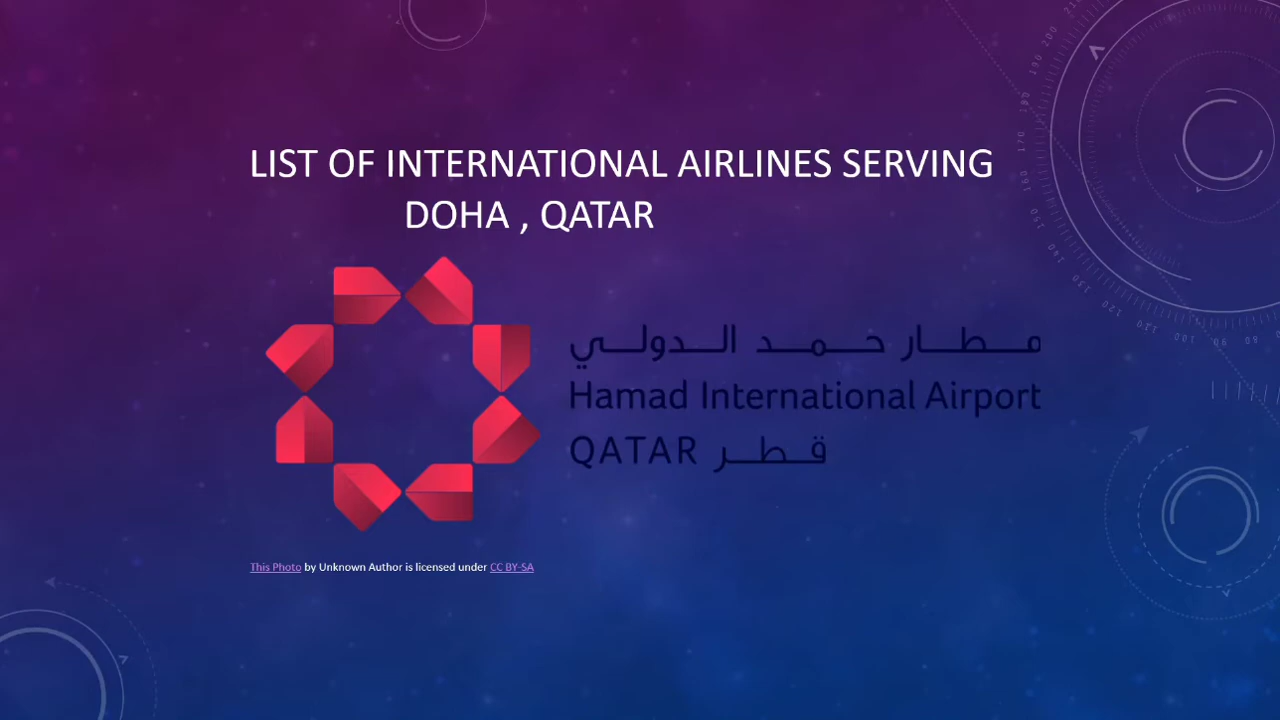 LIST OF INTERNATIONAL AIRLINES SERVING
DOHA , QATAR
مطار حمد الدولي
Hamad International Airport
QATAR قطر
This Photo by Unknown Author is licensed under CC BY-SA